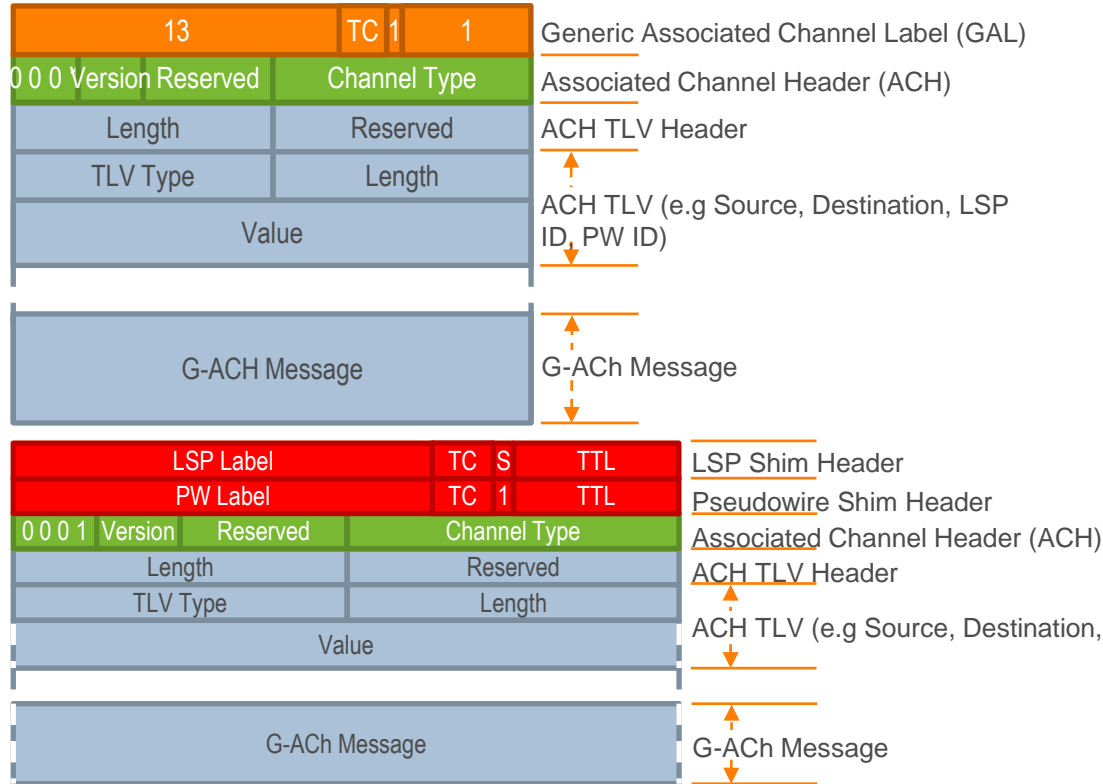 13 TC 1 1 Generic Associated Channel Label (GAL)
0 0 0 Version Reserved Channel Type Associated Channel Header (ACH)
Length Reserved ACH TLV Header
TLV Type Length
ACH TLV (e.g Source, Destination, LSP
Value ID, PW ID)
G-ACH Message G-ACh Message
LSP Label TC S TTL LSP Shim Header
PW Label TC 1 TTL Pseudowire Shim Header
0 0 0 1 Version Reserved Channel Type Associated Channel Header (ACH)
Length Reserved ACH TLV Header
TLV Type Length
ACH TLV (e.g Source, Destination,
Value
G-ACh Message G-ACh Message